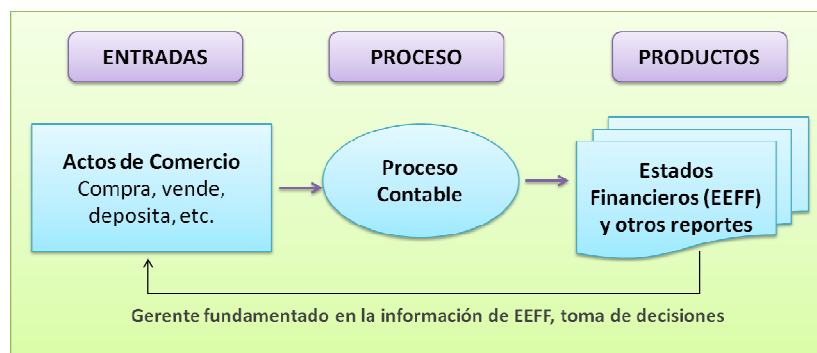 ENTRADAS
PROCESO
PRODUCTOS
Actos de Comercio
Compra, vende,
deposita, etc.
Proceso
Contable
Estados
Financieros (EEFF)
y otros reportes
Gerente fundamentado en la información de EEFF, toma de decisiones